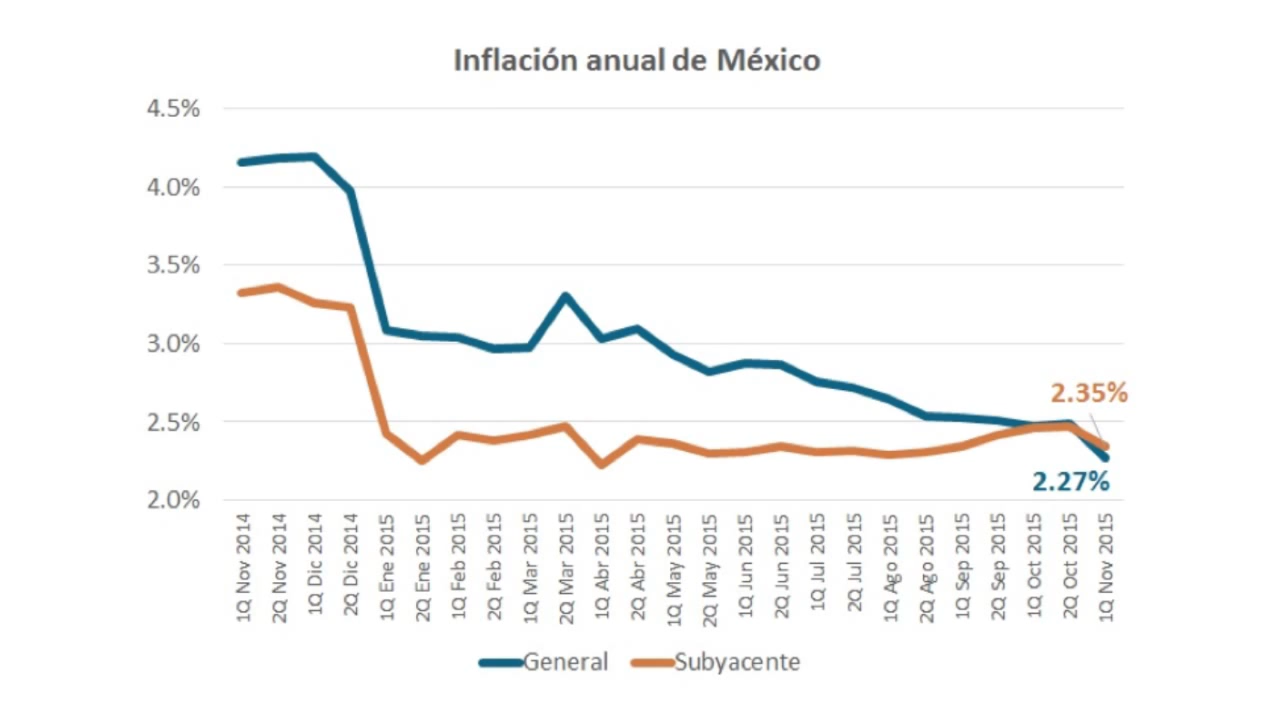 Inflación anual de México
4.5%
4.0%
3.5%
3.0%
2.5%
2.0%
2.35%
2.27%
1Q Nov 2014
2Q Nov 2014
1Q Dic 2014
2Q Dic 2014
1Q Ene 2015
2Q Ene 2015
1Q Feb 2015
2Q Feb 2015
1Q Mar 2015
2Q Mar 2015
1Q Abr 2015
2Q Abr 2015
1Q May 2015
2Q May 2015
1Q Jun 2015
2Q Jun 2015
1Q Jul 2015
2Q Jul 2015
1Q Ago 2015
2Q Ago 2015
1Q Sep 2015
2Q Sep 2015
1Q Oct 2015
2Q Oct 2015
1Q Nov 2015
General
Subyacente